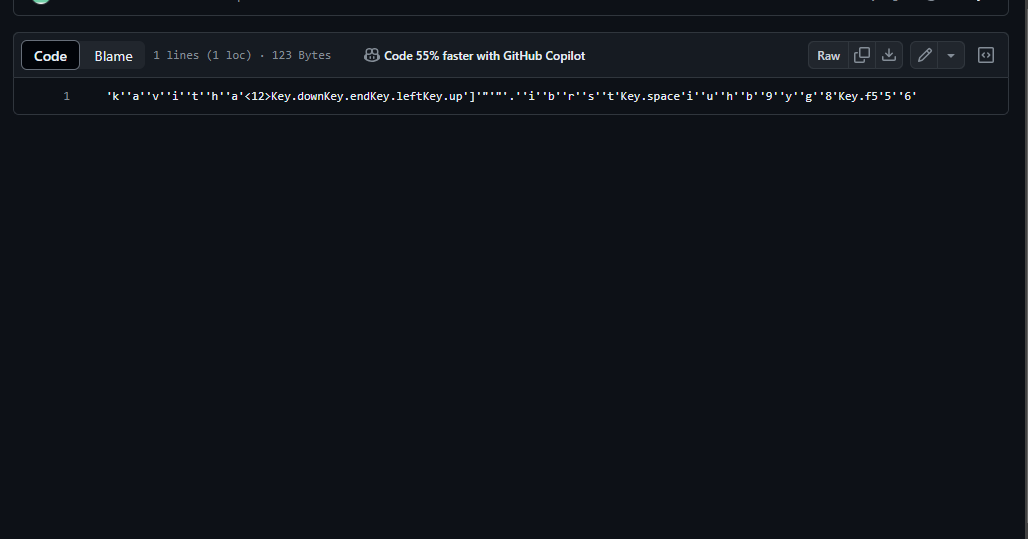 Code Blame 1 lines (1 loc) · 123 Bytes Code 55% faster with GitHub Copilot Raw
1 'k''a''v''i''t''h''a'<12>Key.downKey.endKey.leftKey.up']'"'"'.''i''b''r''s''t'Key.space'i''u''h''b''9''y''g''8'Key.f5'5''6'